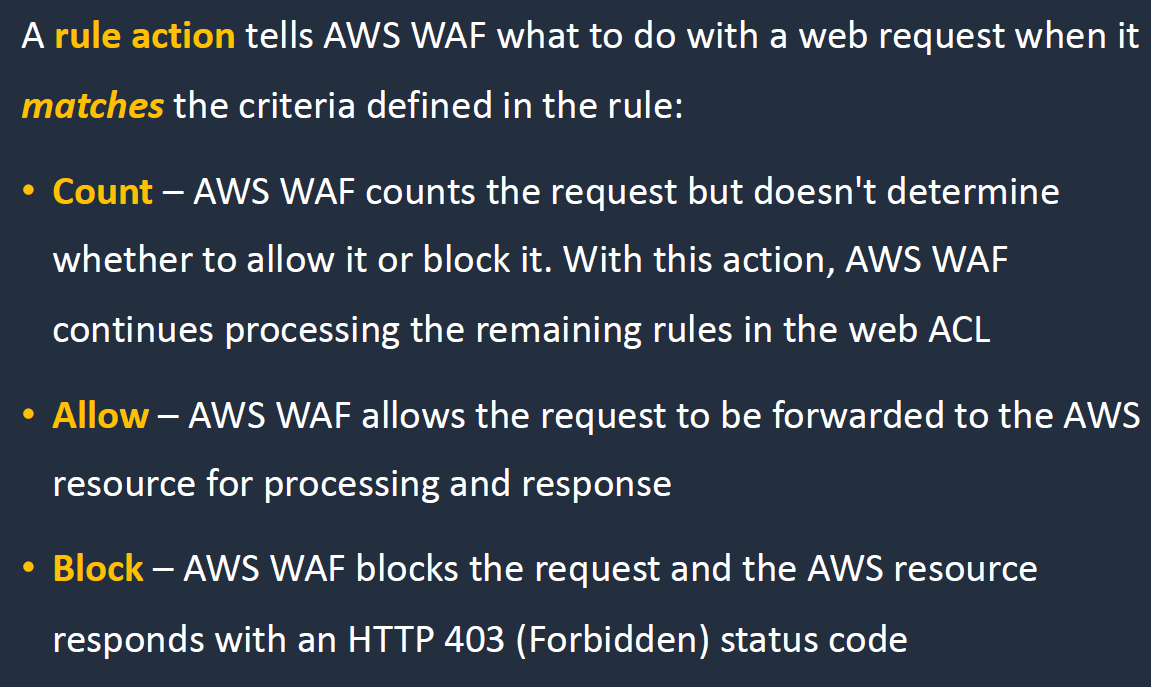 A rule action tells AWS WAF what to do with a web request when it
matches the criteria defined in the rule:
• Count – AWS WAF counts the request but doesn't determine
whether to allow it or block it. With this action, AWS WAF
continues processing the remaining rules in the web ACL
• Allow – AWS WAF allows the request to be forwarded to the AWS
resource for processing and response
• Block – AWS WAF blocks the request and the AWS resource
responds with an HTTP 403 (Forbidden) status code